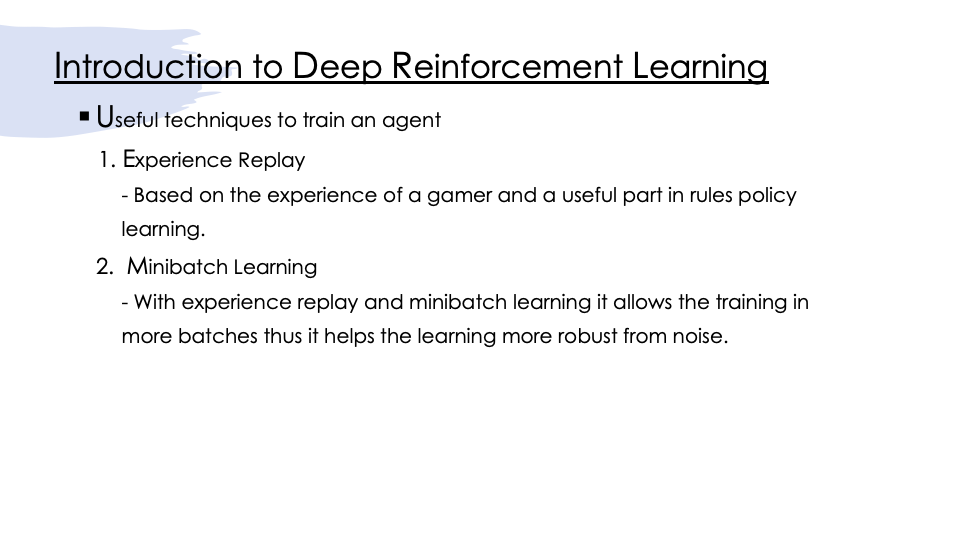 Introduction to Deep Reinforcement Learning
▪ Useful techniques to train an agent
1. Experience Replay
- Based on the experience of a gamer and a useful part in rules policy
learning.
2. Minibatch Learning
- With experience replay and minibatch learning it allows the training in
more batches thus it helps the learning more robust from noise.